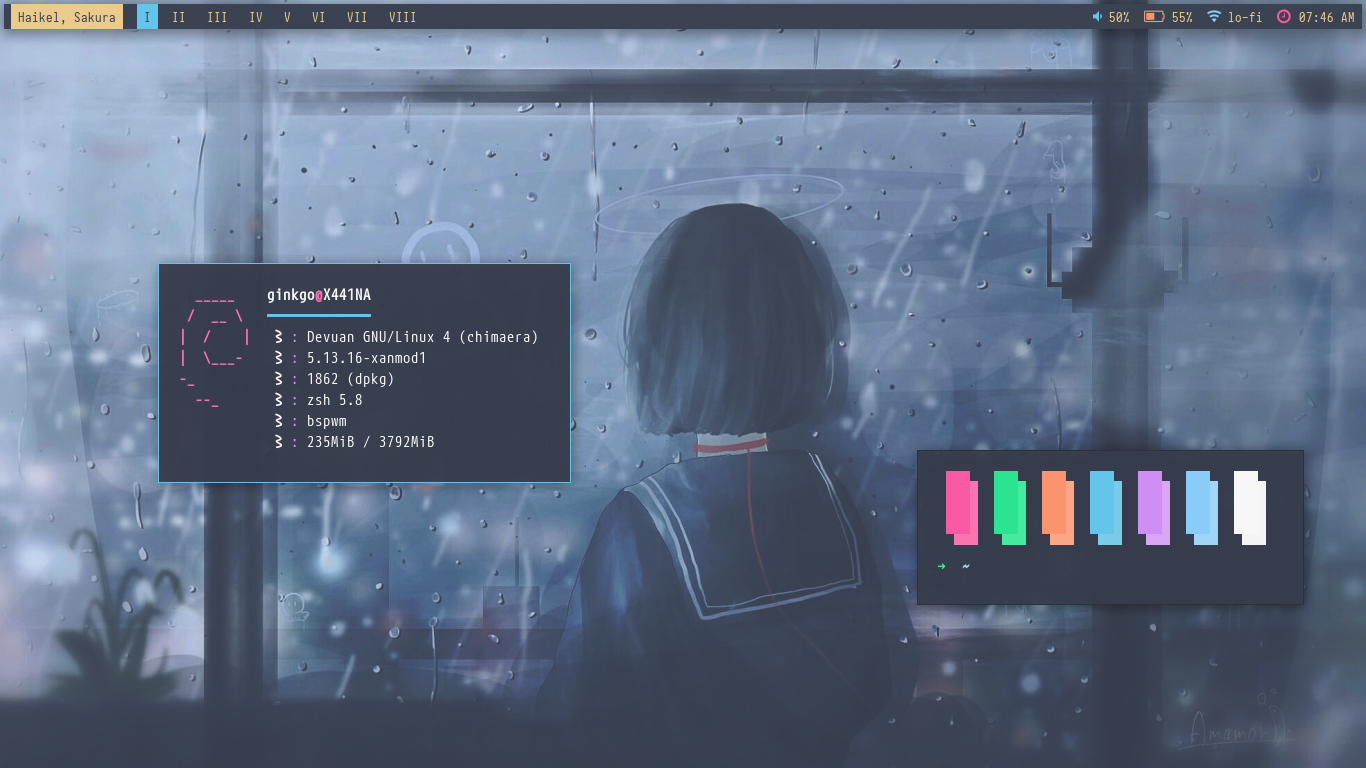 Haikel, Sakura I II III IV V VI VII VIII 50% 55% lo-fi 07:46 AM
ginkgo@X441NA
: Devuan GNU/Linux 4 (chimaera)
: 5.13.16-xanmod1
: 1862 (dpkg)
: zsh 5.8
: bspwm
: 235MiB / 3792MiB
→ ~
Amamori